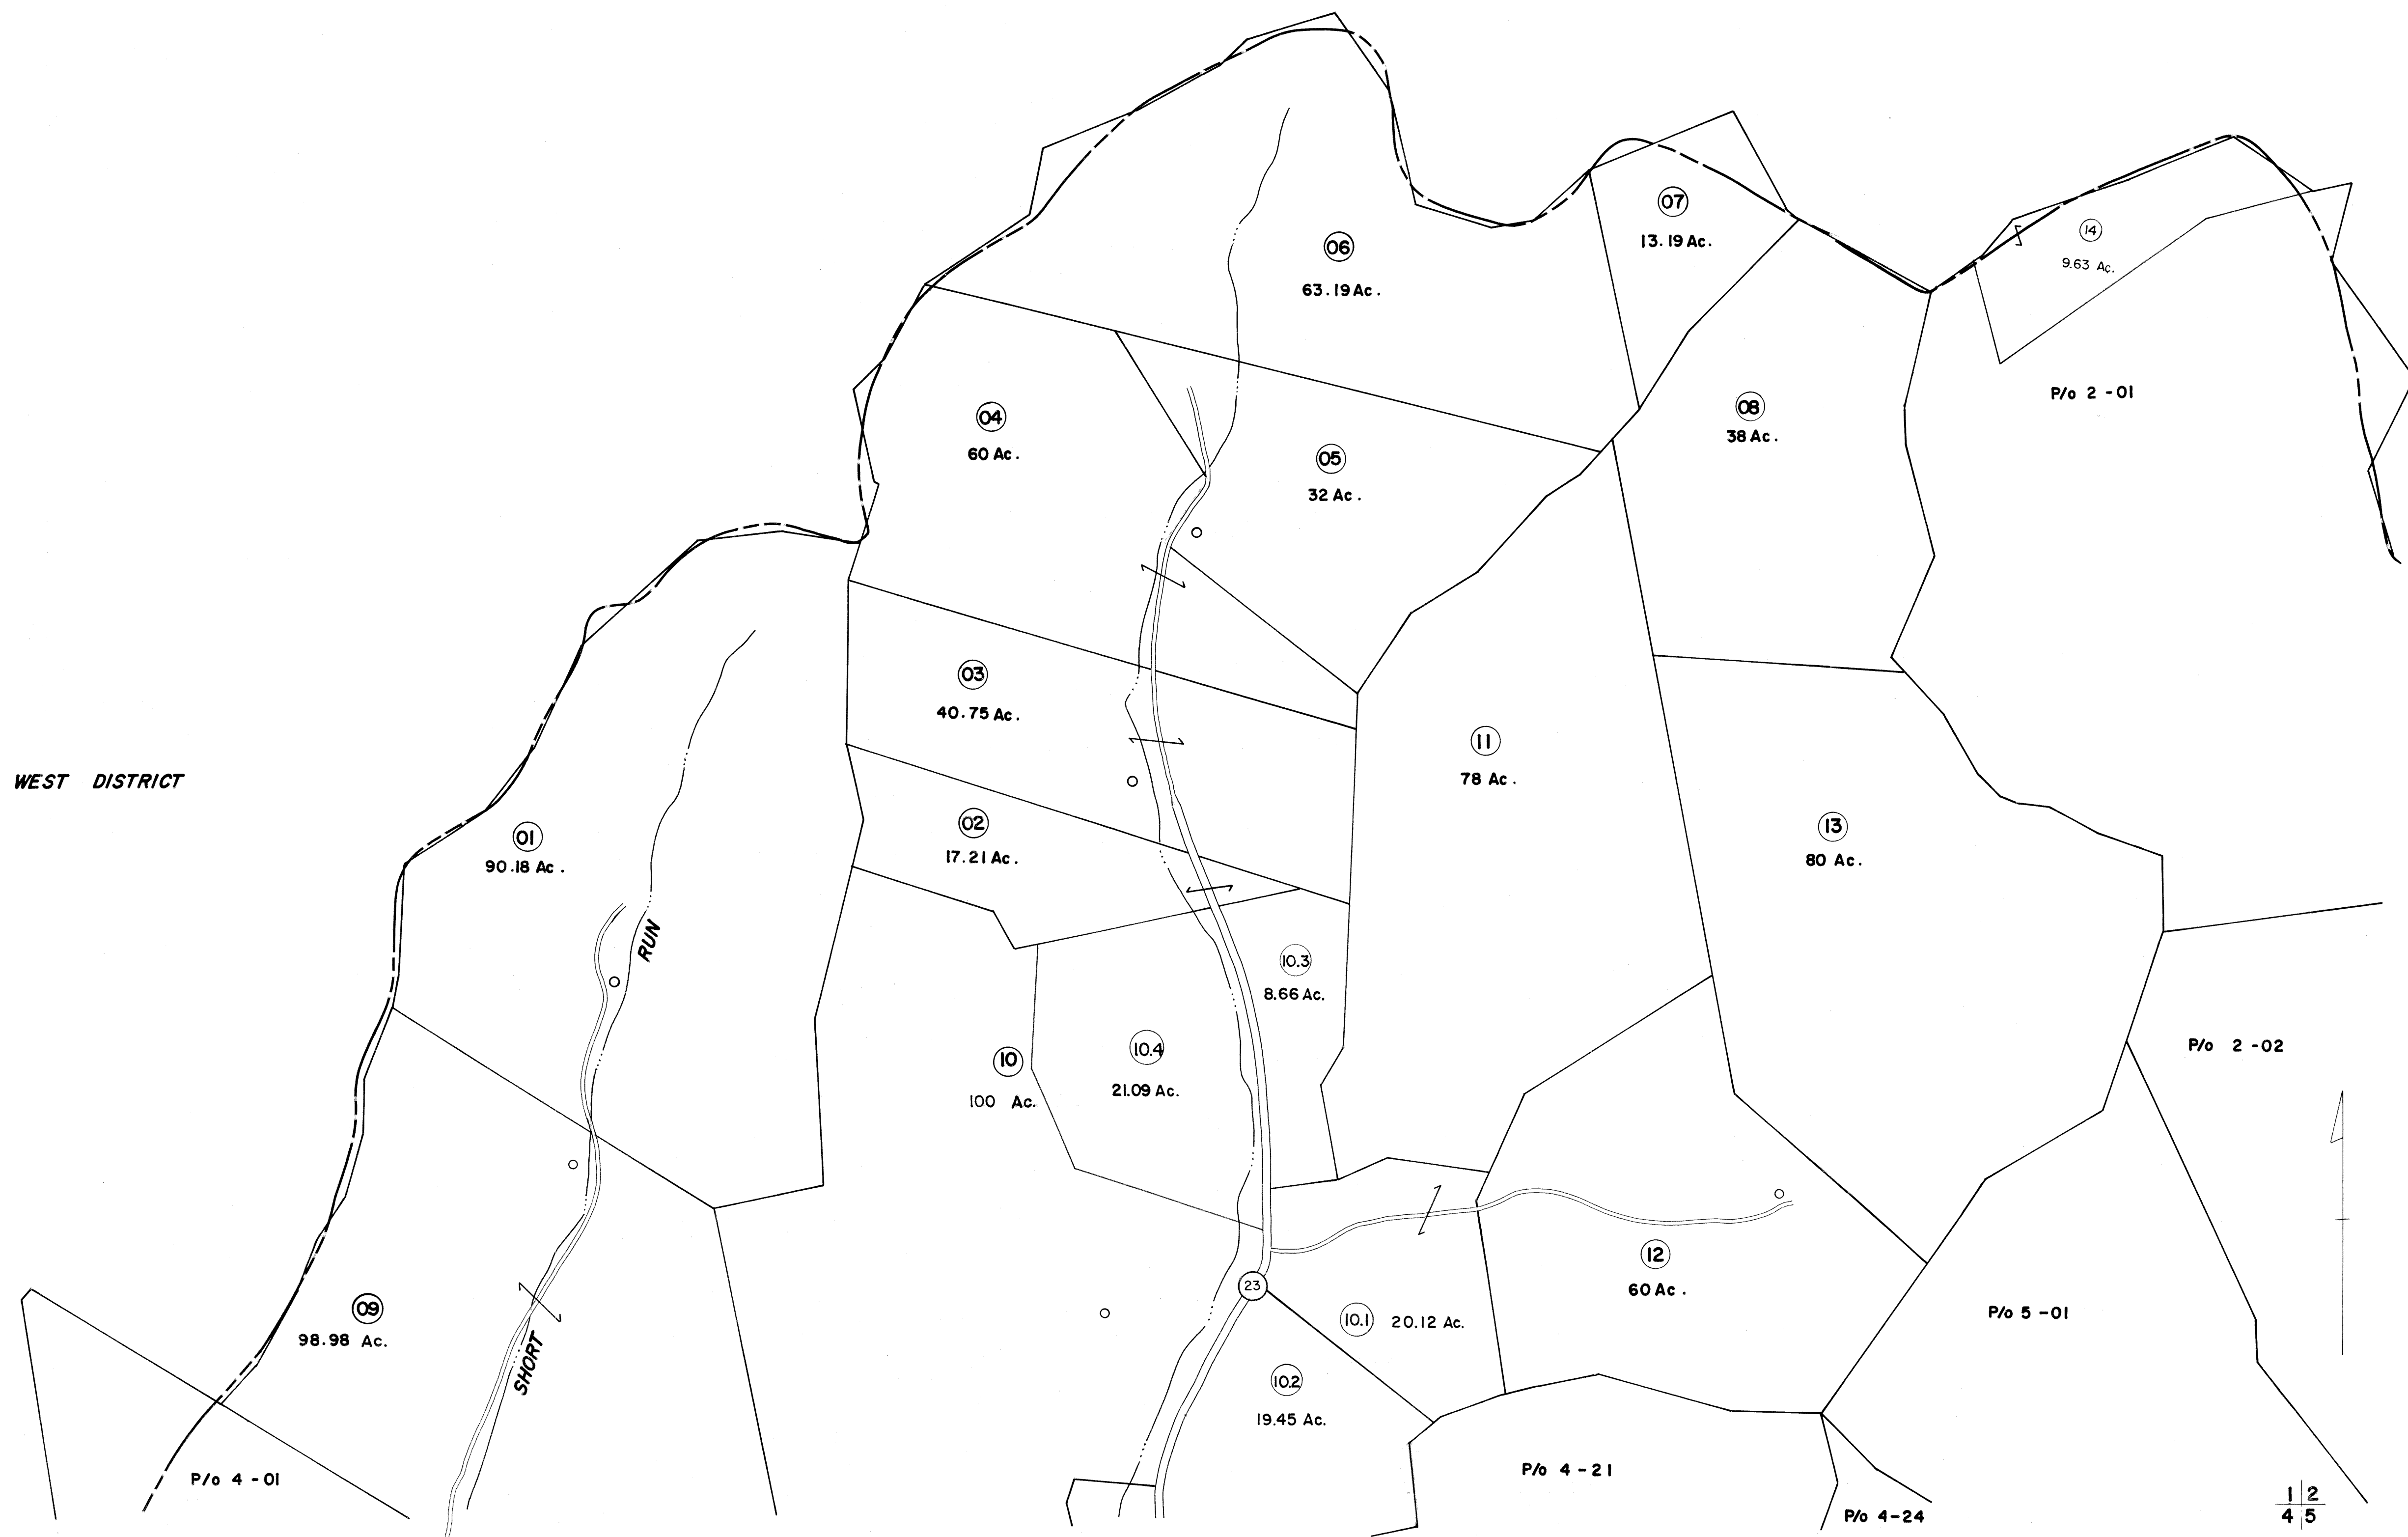 07
13.19 Ac.
14
9.63 Ac.
06
63.19 Ac.
P/o 2 - 01
04
60 Ac.
08
38 Ac.
05
32 Ac.
03
40.75 Ac.
11
78 Ac.
WEST DISTRICT
02
17.21 Ac.
01
90.18 Ac.
13
80 Ac.
RUN
10.3
8.66 Ac.
10
100 Ac.
10.4
21.09 Ac.
P/o 2 - 02
12
60 Ac.
23
09
98.98 Ac.
10.1 20.12 Ac.
P/o 5 - 01
SHORT
10.2
19.45 Ac.
P/o 4 - 01
P/o 4 - 21
P/o 4-24
1 2
4 5